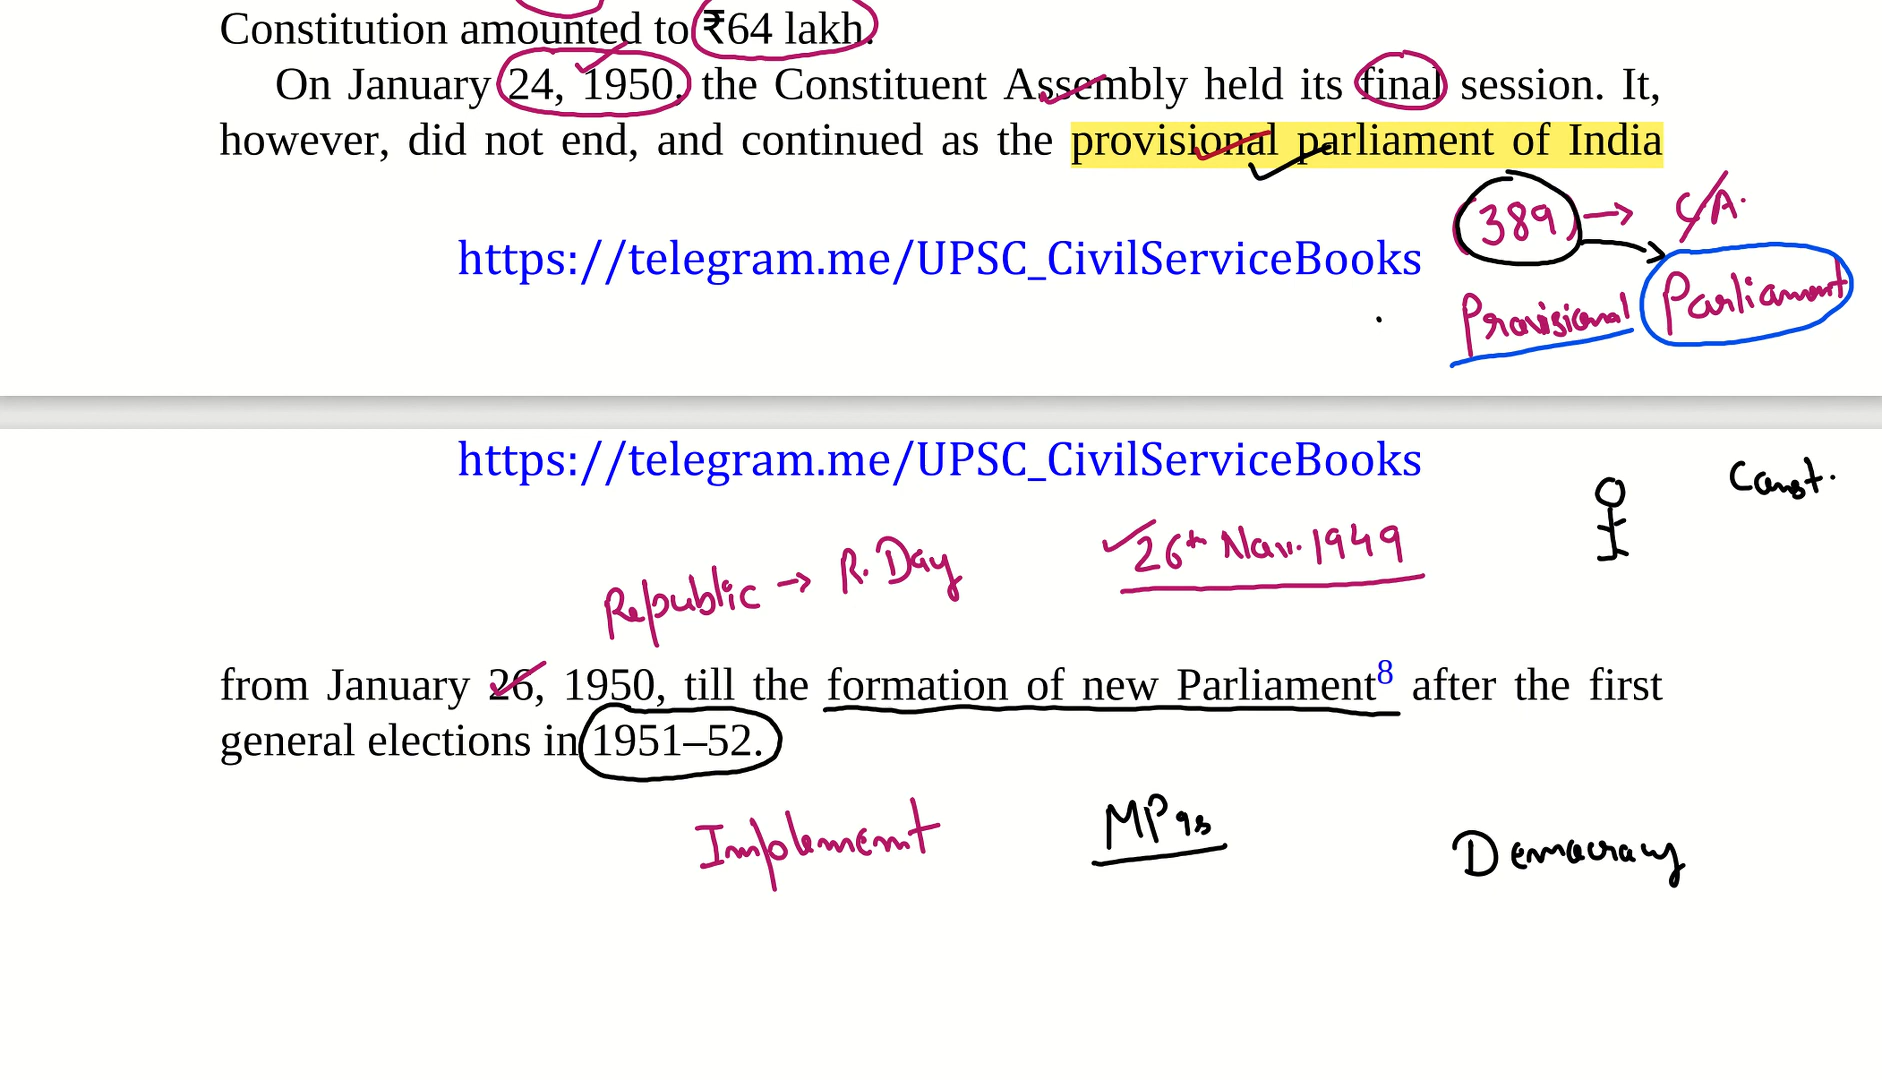 Constitution amounted to ₹64 lakh.
On January 24, 1950, the Constituent Assembly held its final session. It,
however, did not end, and continued as the provisional parliament of India
389 → C/A.
https://telegram.me/UPSC_CivilServiceBooks
Provisional Parliament
https://telegram.me/UPSC_CivilServiceBooks
Const.
Republic → R. Day
26th Nov. 1949
from January 26, 1950, till the formation of new Parliament8 after the first
general elections in 1951–52.
Implement
MPs
Democracy